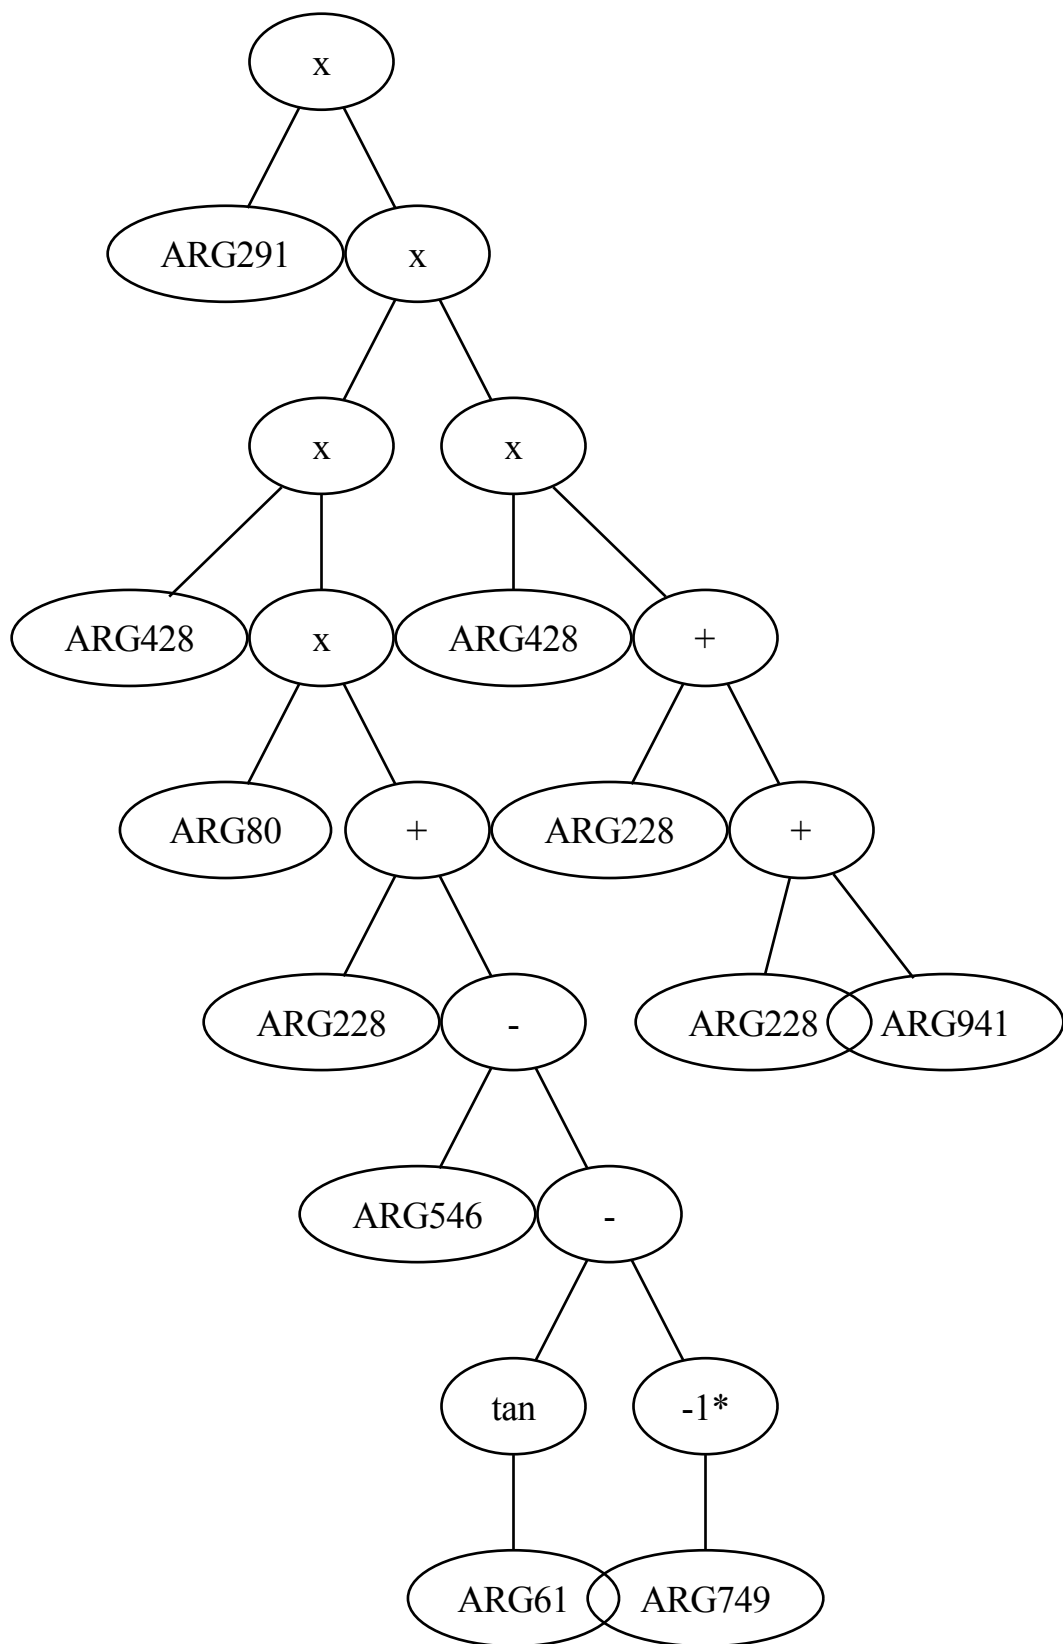 x
ARG291 x
x x
ARG428 x ARG428 +
ARG80 + ARG228 +
ARG228 - ARG228 ARG941
ARG546 -
tan -1*
ARG61 ARG749